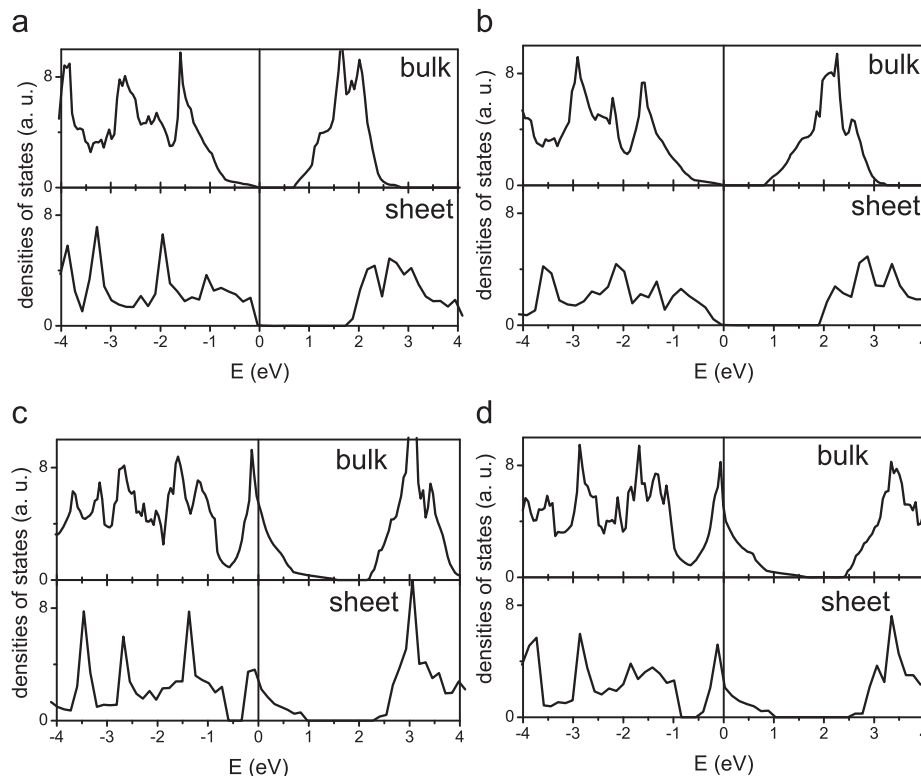 a
b
densities of states (a. u.)
8
0
8
0
bulk
sheet
-4 -3 -2 -1 0 1 2 3 4
E (eV)
densities of states (a. u.)
8
0
8
0
bulk
sheet
-4 -3 -2 -1 0 1 2 3 4
E (eV)
c
d
densities of states (a. u.)
8
0
8
0
bulk
sheet
-4 -3 -2 -1 0 1 2 3 4
E (eV)
densities of states (a. u.)
8
0
8
0
bulk
sheet
-4 -3 -2 -1 0 1 2 3 4
E (eV)